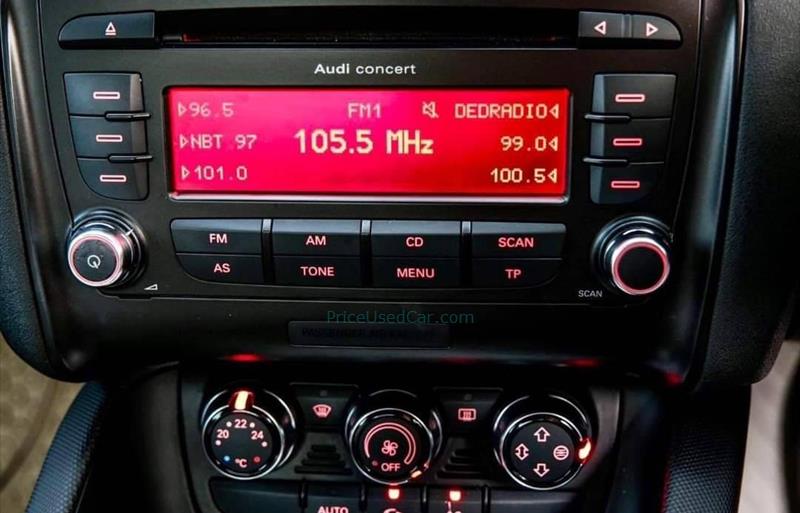 Audi concert
96.5 FM1 DEDRADIO
NBT 97 105.5 MHz 99.0
101.0 100.5
FM AM CD SCAN
AS TONE MENU TP
SCAN
PriceUsedCar.com
PASSENGER
20 22 24
°C
OFF
AUTO